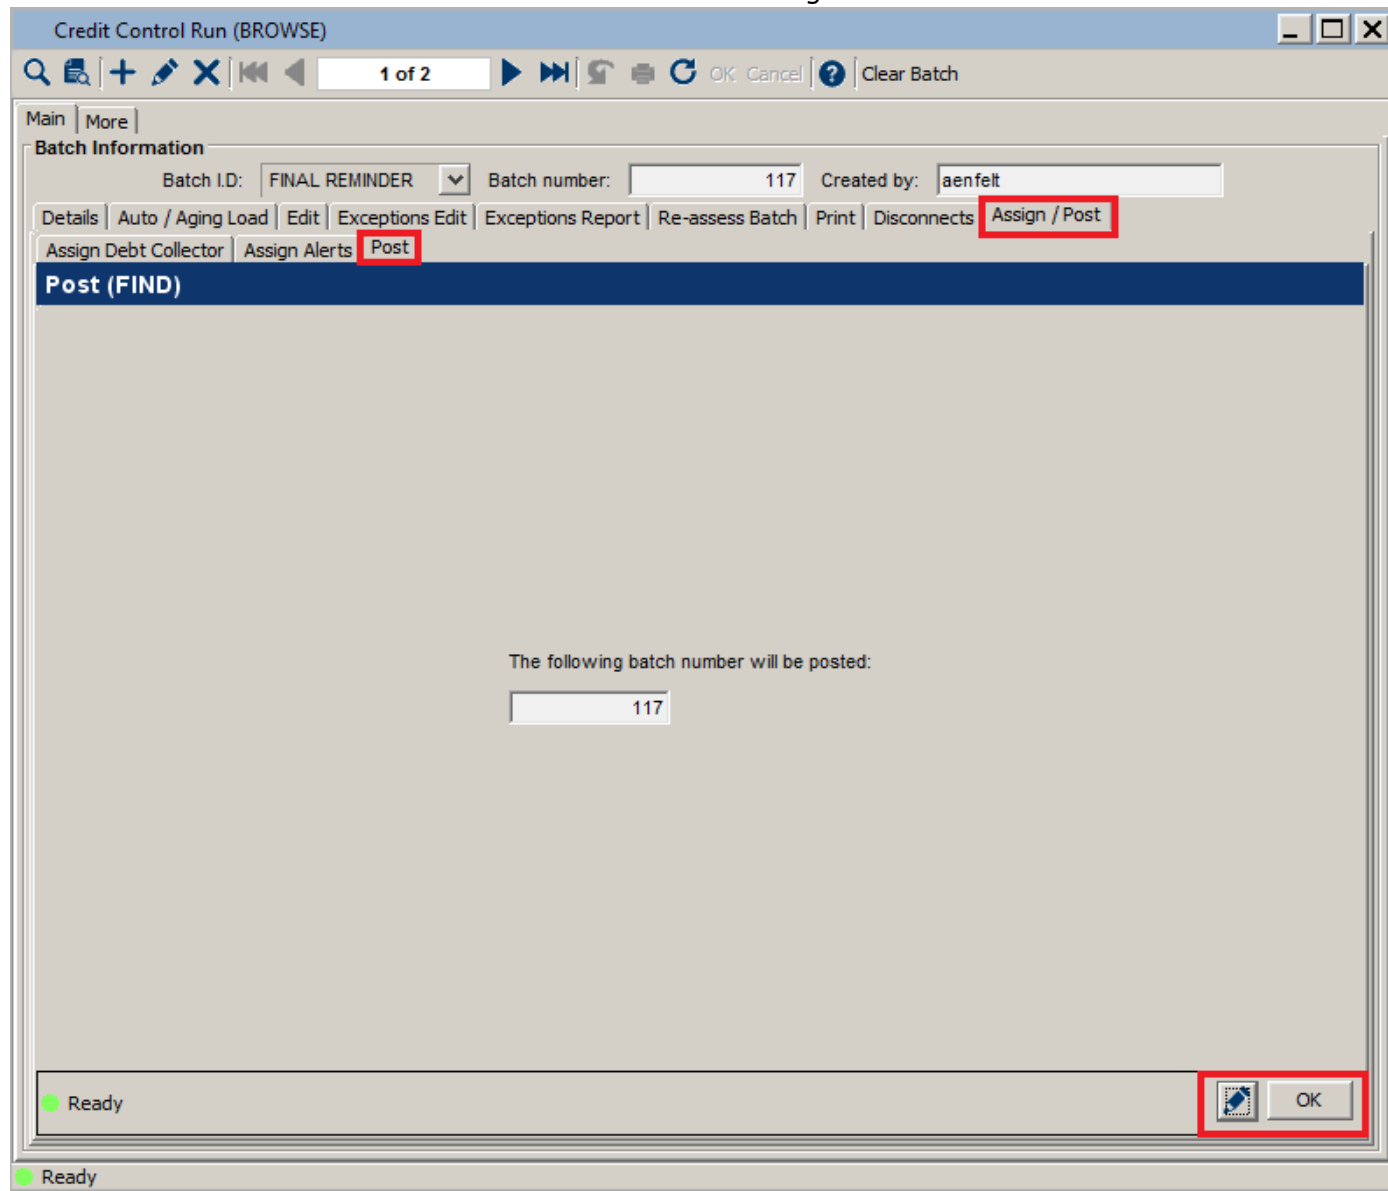 Credit Control Run (BROWSE)
1 of 2 OK Cancel Clear Batch
Main More
Batch Information
Batch I.D: FINAL REMINDER Batch number: 117 Created by: aenfelt
Details Auto / Aging Load Edit Exceptions Edit Exceptions Report Re-assess Batch Print Disconnects Assign / Post
Assign Debt Collector Assign Alerts Post
Post (FIND)
The following batch number will be posted:
117
Ready OK
Ready